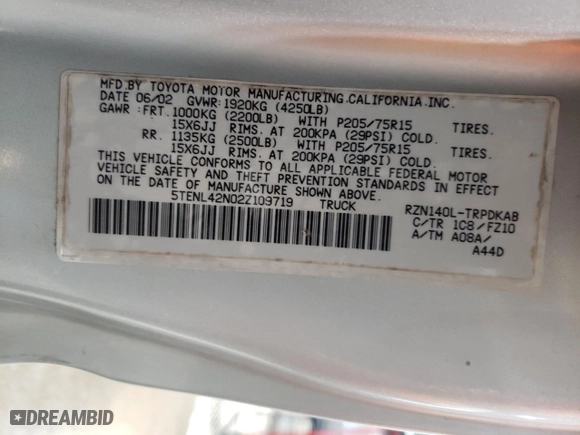 MFD.BY TOYOTA MOTOR MANUFACTURING.CALIFORNIA.INC.
DATE 06/02 GVWR:1920KG (4250LB)
GAWR : FRT. 1000KG (2200LB) WITH P205/75R15 TIRES.
15X6JJ RIMS. AT 200KPA (29PSI) COLD.
RR. 1135KG (2500LB) WITH P205/75R15 TIRES.
15X6JJ RIMS. AT 200KPA (29PSI) COLD.
THIS VEHICLE CONFORMS TO ALL APPLICABLE FEDERAL MOTOR
VEHICLE SAFETY AND THEFT PREVENTION STANDARDS IN EFFECT
ON THE DATE OF MANUFACTURE SHOWN ABOVE.
5TENL42N02Z109719 TRUCK
RZN140L-TRPDKAB
C/TR 1C8/FZ10
A/TM A08A/
A44D
DREAMBID